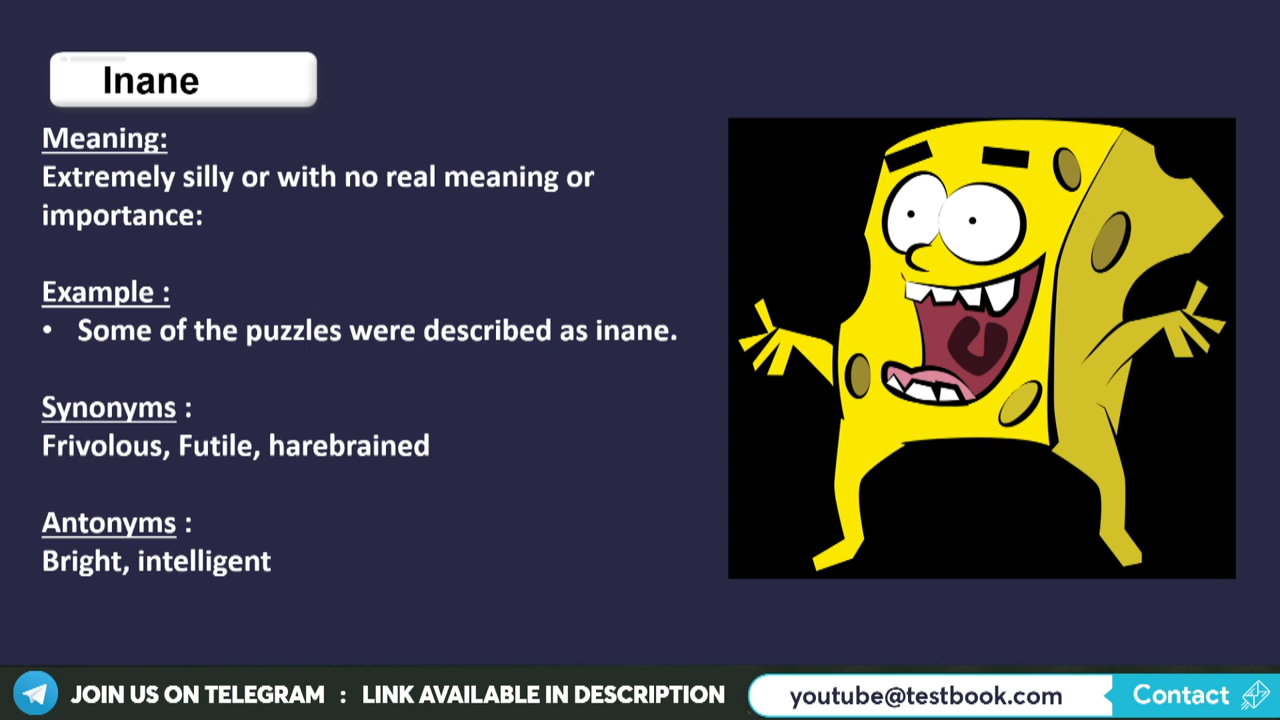 Inane
Meaning:
Extremely silly or with no real meaning or
importance:
Example :
• Some of the puzzles were described as inane.
Synonyms :
Frivolous, Futile, harebrained
Antonyms :
Bright, intelligent
JOIN US ON TELEGRAM : LINK AVAILABLE IN DESCRIPTION
youtube@testbook.com
Contact